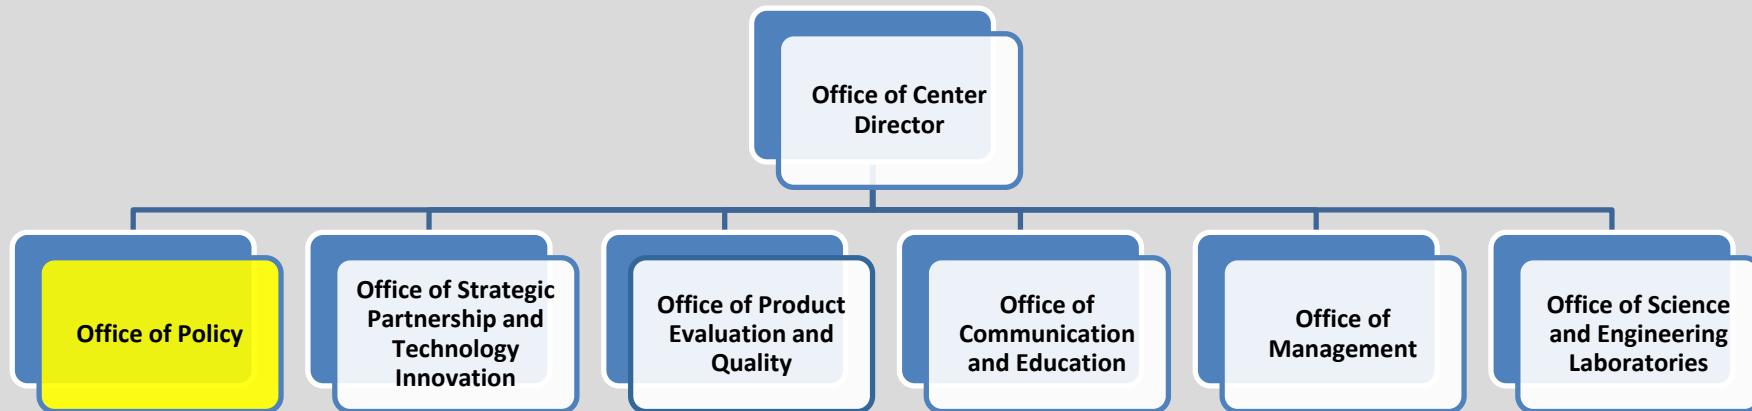 Office of Center
Director
Office of Policy
Office of Strategic
Partnership and
Technology
Innovation
Office of Product
Evaluation and
Quality
Office of
Communication
and Education
Office of
Management
Office of Science
and Engineering
Laboratories